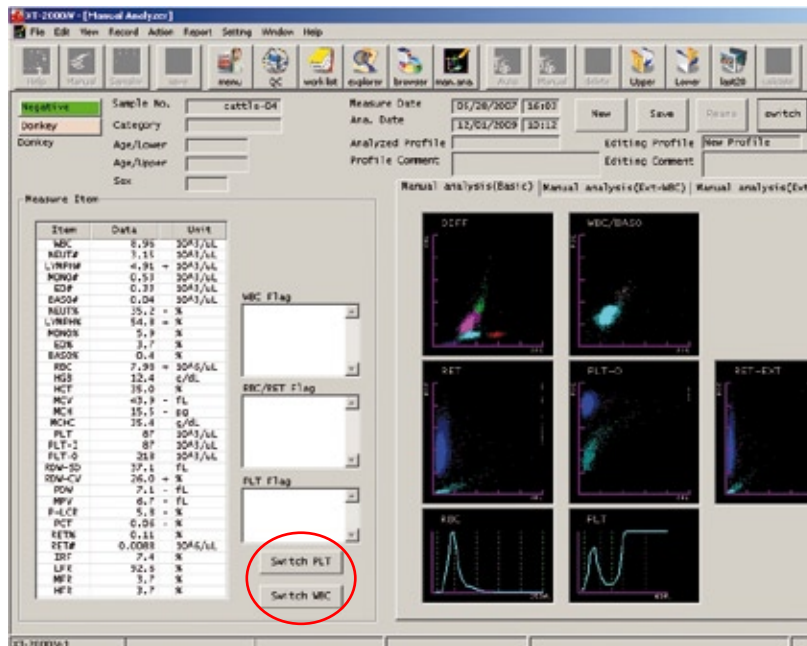 XT-2000iV - [Manual Analyzer]
File Edit View Record Action Report Setting Window Help
Help Manual Sampler save menu QC work list explorer browser man.ana. Auto Manual delete Upper Lower last20 validate
Negative
Donkey
Donkey
Sample No. cattle-04
Category
Age/Lower
Age/Upper
Sex
Measure Date 05/28/2007 16:03
Ana. Date 12/01/2009 10:12
Analyzed Profile
Profile Comment
New Save switch
Editing Profile New Profile
Editing Comment
Measure Item
Manual analysis(Basic) Manual analysis(Ext-WBC) Manual analysis(Ext
Item Data Unit
WBC 8.96 10^3/uL
NEUT# 3.15 10^3/uL
LYMPH# 4.91 + 10^3/uL
MONO# 0.53 10^3/uL
EO# 0.33 10^3/uL
BASO# 0.04 10^3/uL
NEUT% 35.2 - %
LYMPH% 54.8 + %
MONO% 5.9 %
EO% 3.7 %
BASO% 0.4 %
RBC 7.98 + 10^6/uL
HGB 12.4 g/dL
HCT 35.0 %
MCV 43.9 - fL
MCH 15.5 - pg
MCHC 35.4 g/dL
PLT 87 10^3/uL
PLT-I 87 10^3/uL
PLT-O 218 10^3/uL
RDW-SD 37.1 fL
RDW-CV 26.0 + %
PDW 7.1 - fL
MPV 6.7 - fL
P-LCR 5.8 - %
PCT 0.06 - %
RET% 0.11 %
RET# 0.0088 10^6/uL
IRF 7.4 %
LFR 92.6 %
MFR 3.7 %
HFR 3.7 %
WBC Flag
RBC/RET Flag
PLT Flag
Switch PLT
Switch WBC
DIFF
WBC/BASO
RET
PLT-O
RET-EXT
RBC
PLT
XT-2000iV-1